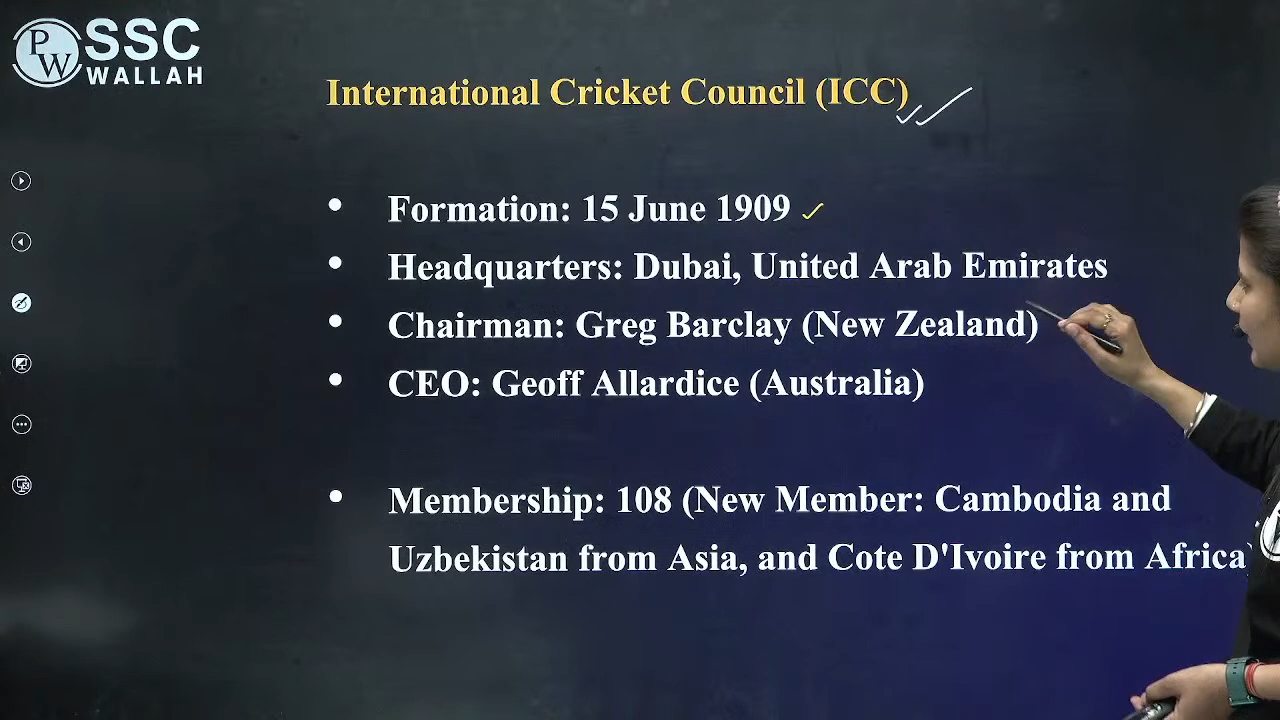 PW
SSC
WALLAH
International Cricket Council (ICC)
• Formation: 15 June 1909
• Headquarters: Dubai, United Arab Emirates
• Chairman: Greg Barclay (New Zealand)
• CEO: Geoff Allardice (Australia)
• Membership: 108 (New Member: Cambodia and
Uzbekistan from Asia, and Cote D'Ivoire from Africa)